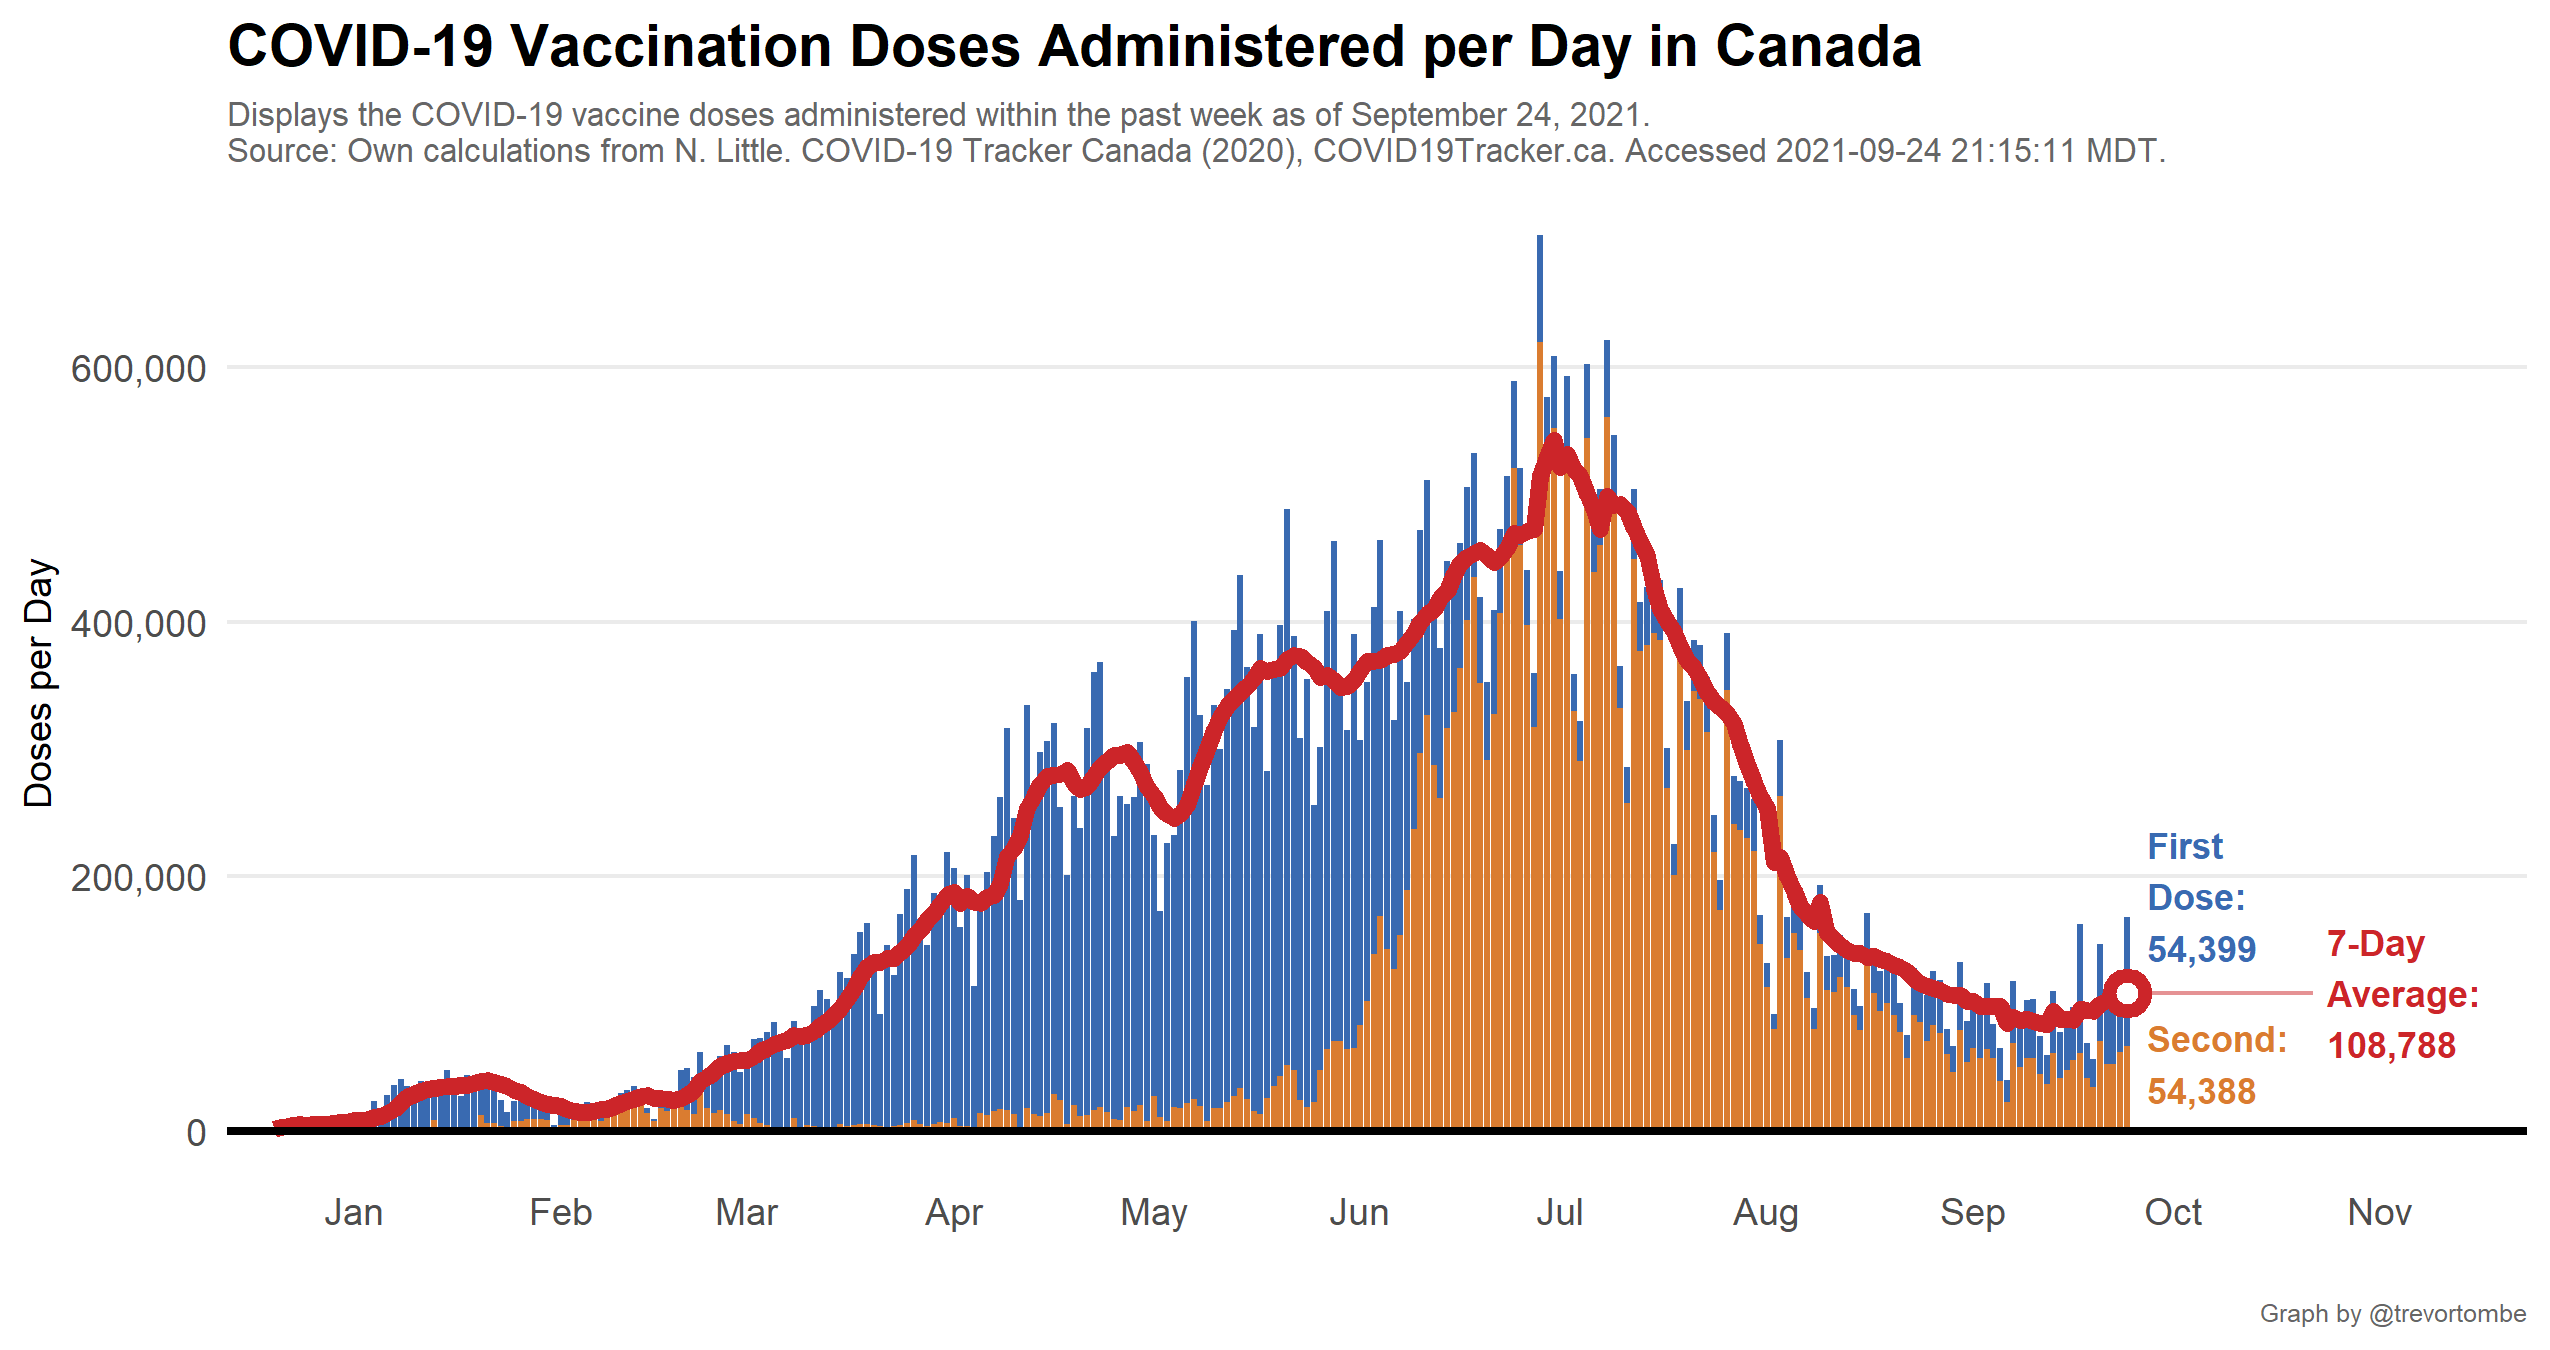 COVID-19 Vaccination Doses Administered per Day in Canada
Displays the COVID-19 vaccine doses administered within the past week as of September 24, 2021.
Source: Own calculations from N. Little. COVID-19 Tracker Canada (2020), COVID19Tracker.ca. Accessed 2021-09-24 21:15:11 MDT.
Doses per Day
600,000
400,000
200,000
0
First
Dose:
54,399
Second:
54,388
7-Day
Average:
108,788
Jan Feb Mar Apr May Jun Jul Aug Sep Oct Nov
Graph by @trevortombe